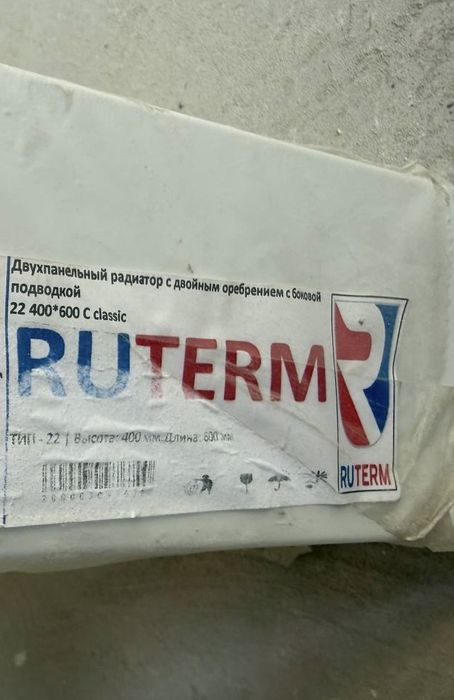 Двухпанельный радиатор с двойным оребрением с боковой
подводкой
22 400*600 C classic
RUTERM
ТИП - 22 | Высота: 400 мм. Длина: 600 мм
RUTERM